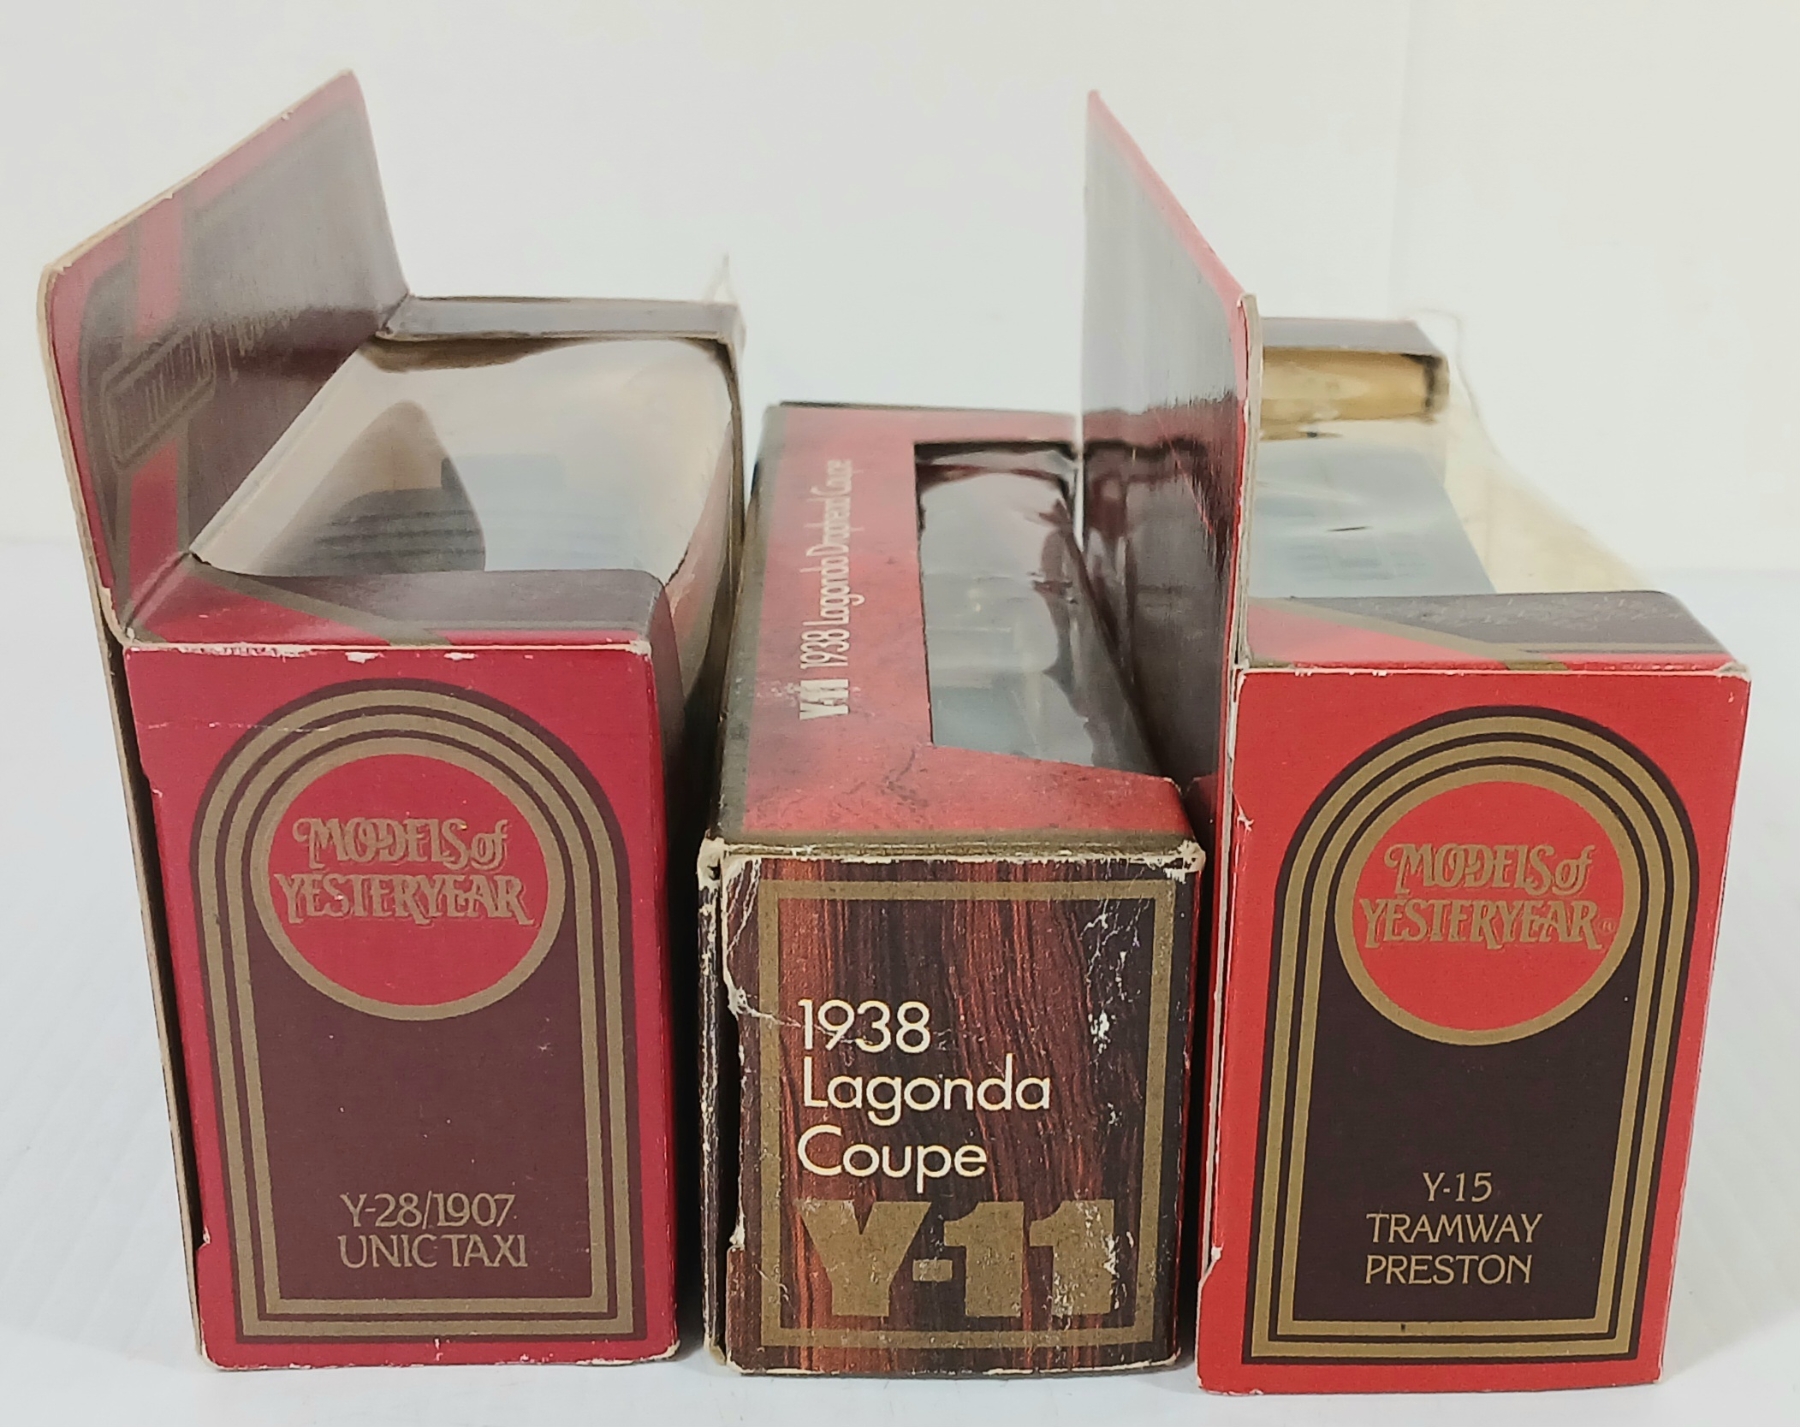 MATCHBOX
MODELS of
YESTERYEAR
Y-28/1907
UNIC TAXI
Y-11 1938 Lagonda Drophead Coupe
1938
Lagonda
Coupe
Y-11
MODELS of
YESTERYEAR®
Y-15
TRAMWAY
PRESTON